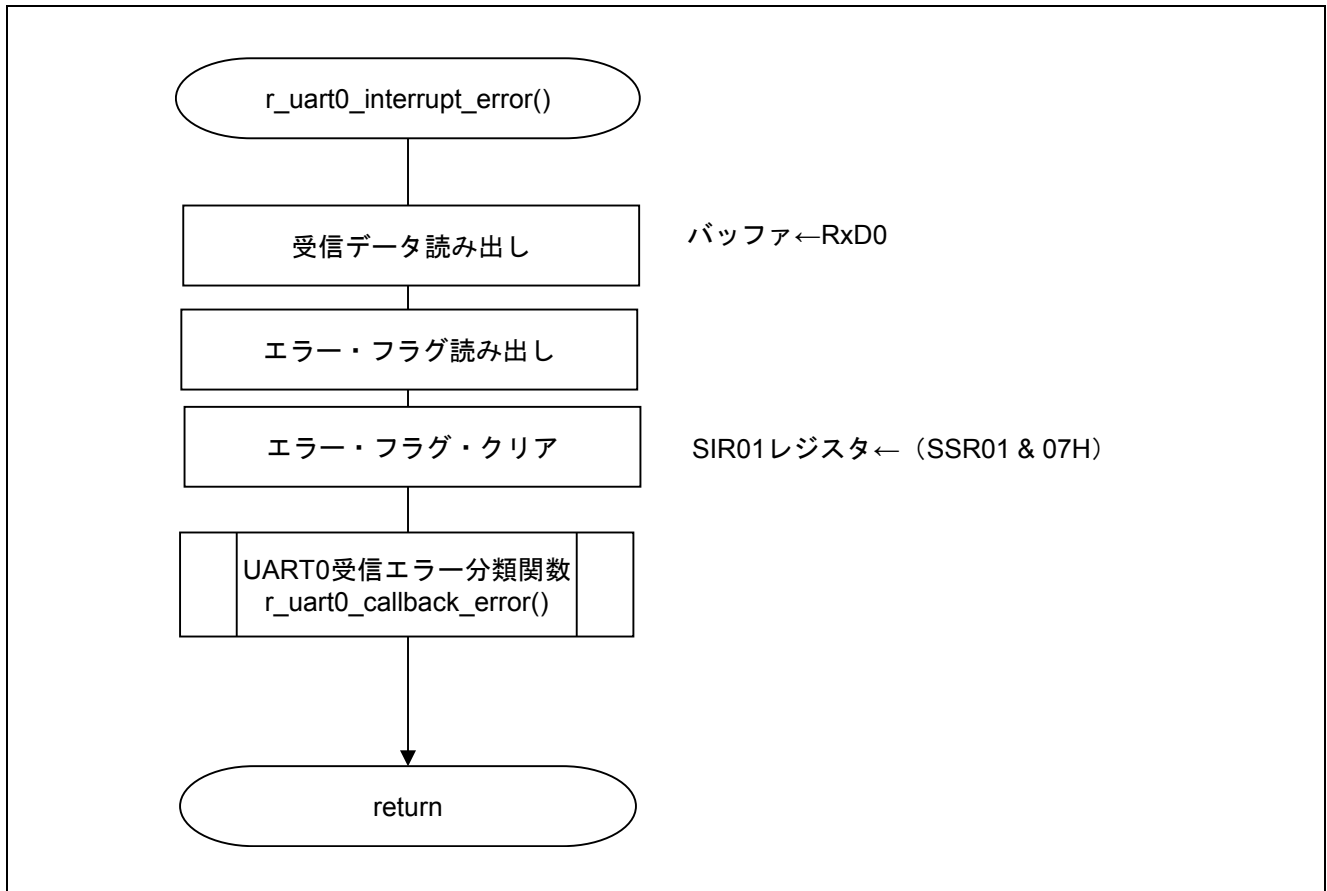 r_uart0_interrupt_error()
受信データ読み出し
バッファ←RxD0
エラー・フラグ読み出し
エラー・フラグ・クリア
SIR01レジスタ←（SSR01 & 07H）
UART0受信エラー分類関数
r_uart0_callback_error()
return